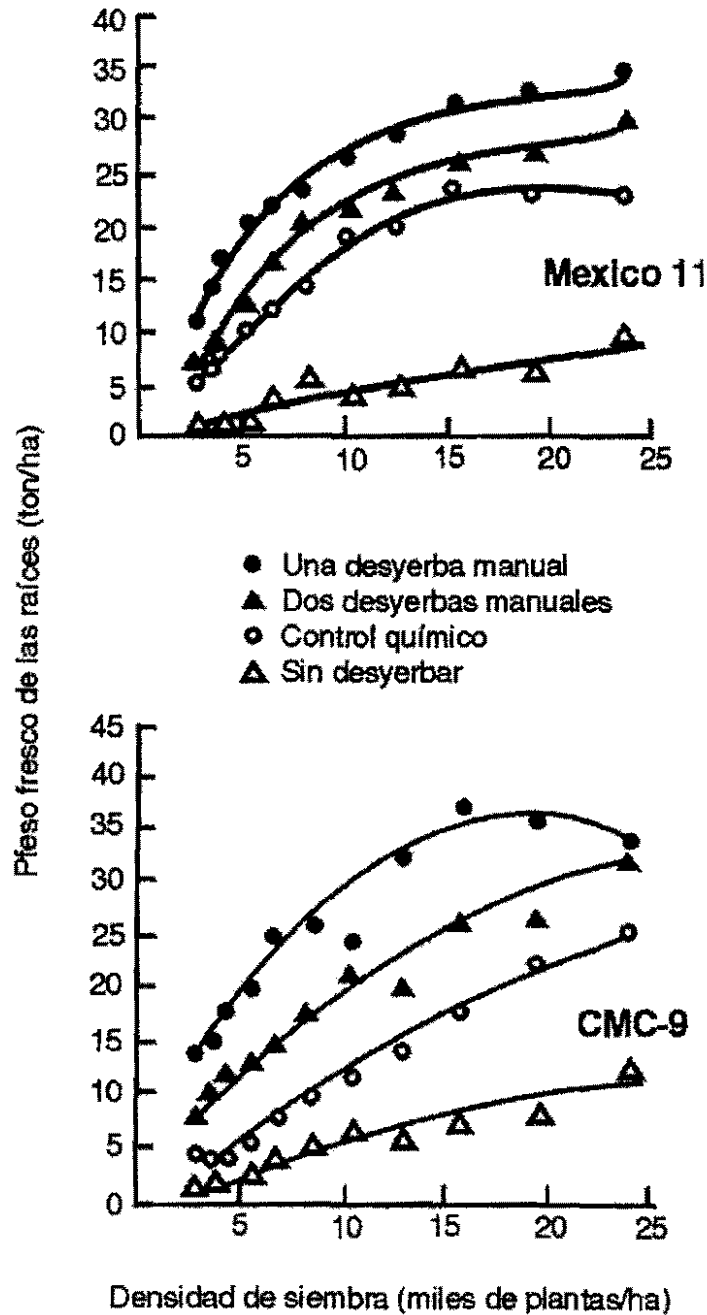 40
35
30
25
20
15
10
5
0
Mexico 11
5 10 15 20 25
Pfeso fresco de las raíces (ton/ha)
Una desyerba manual
Dos desyerbas manuales
Control químico
Sin desyerbar
45
40
35
30
25
20
15
10
5
0
CMC-9
5 10 15 20 25
Densidad de siembra (miles de plantas/ha)